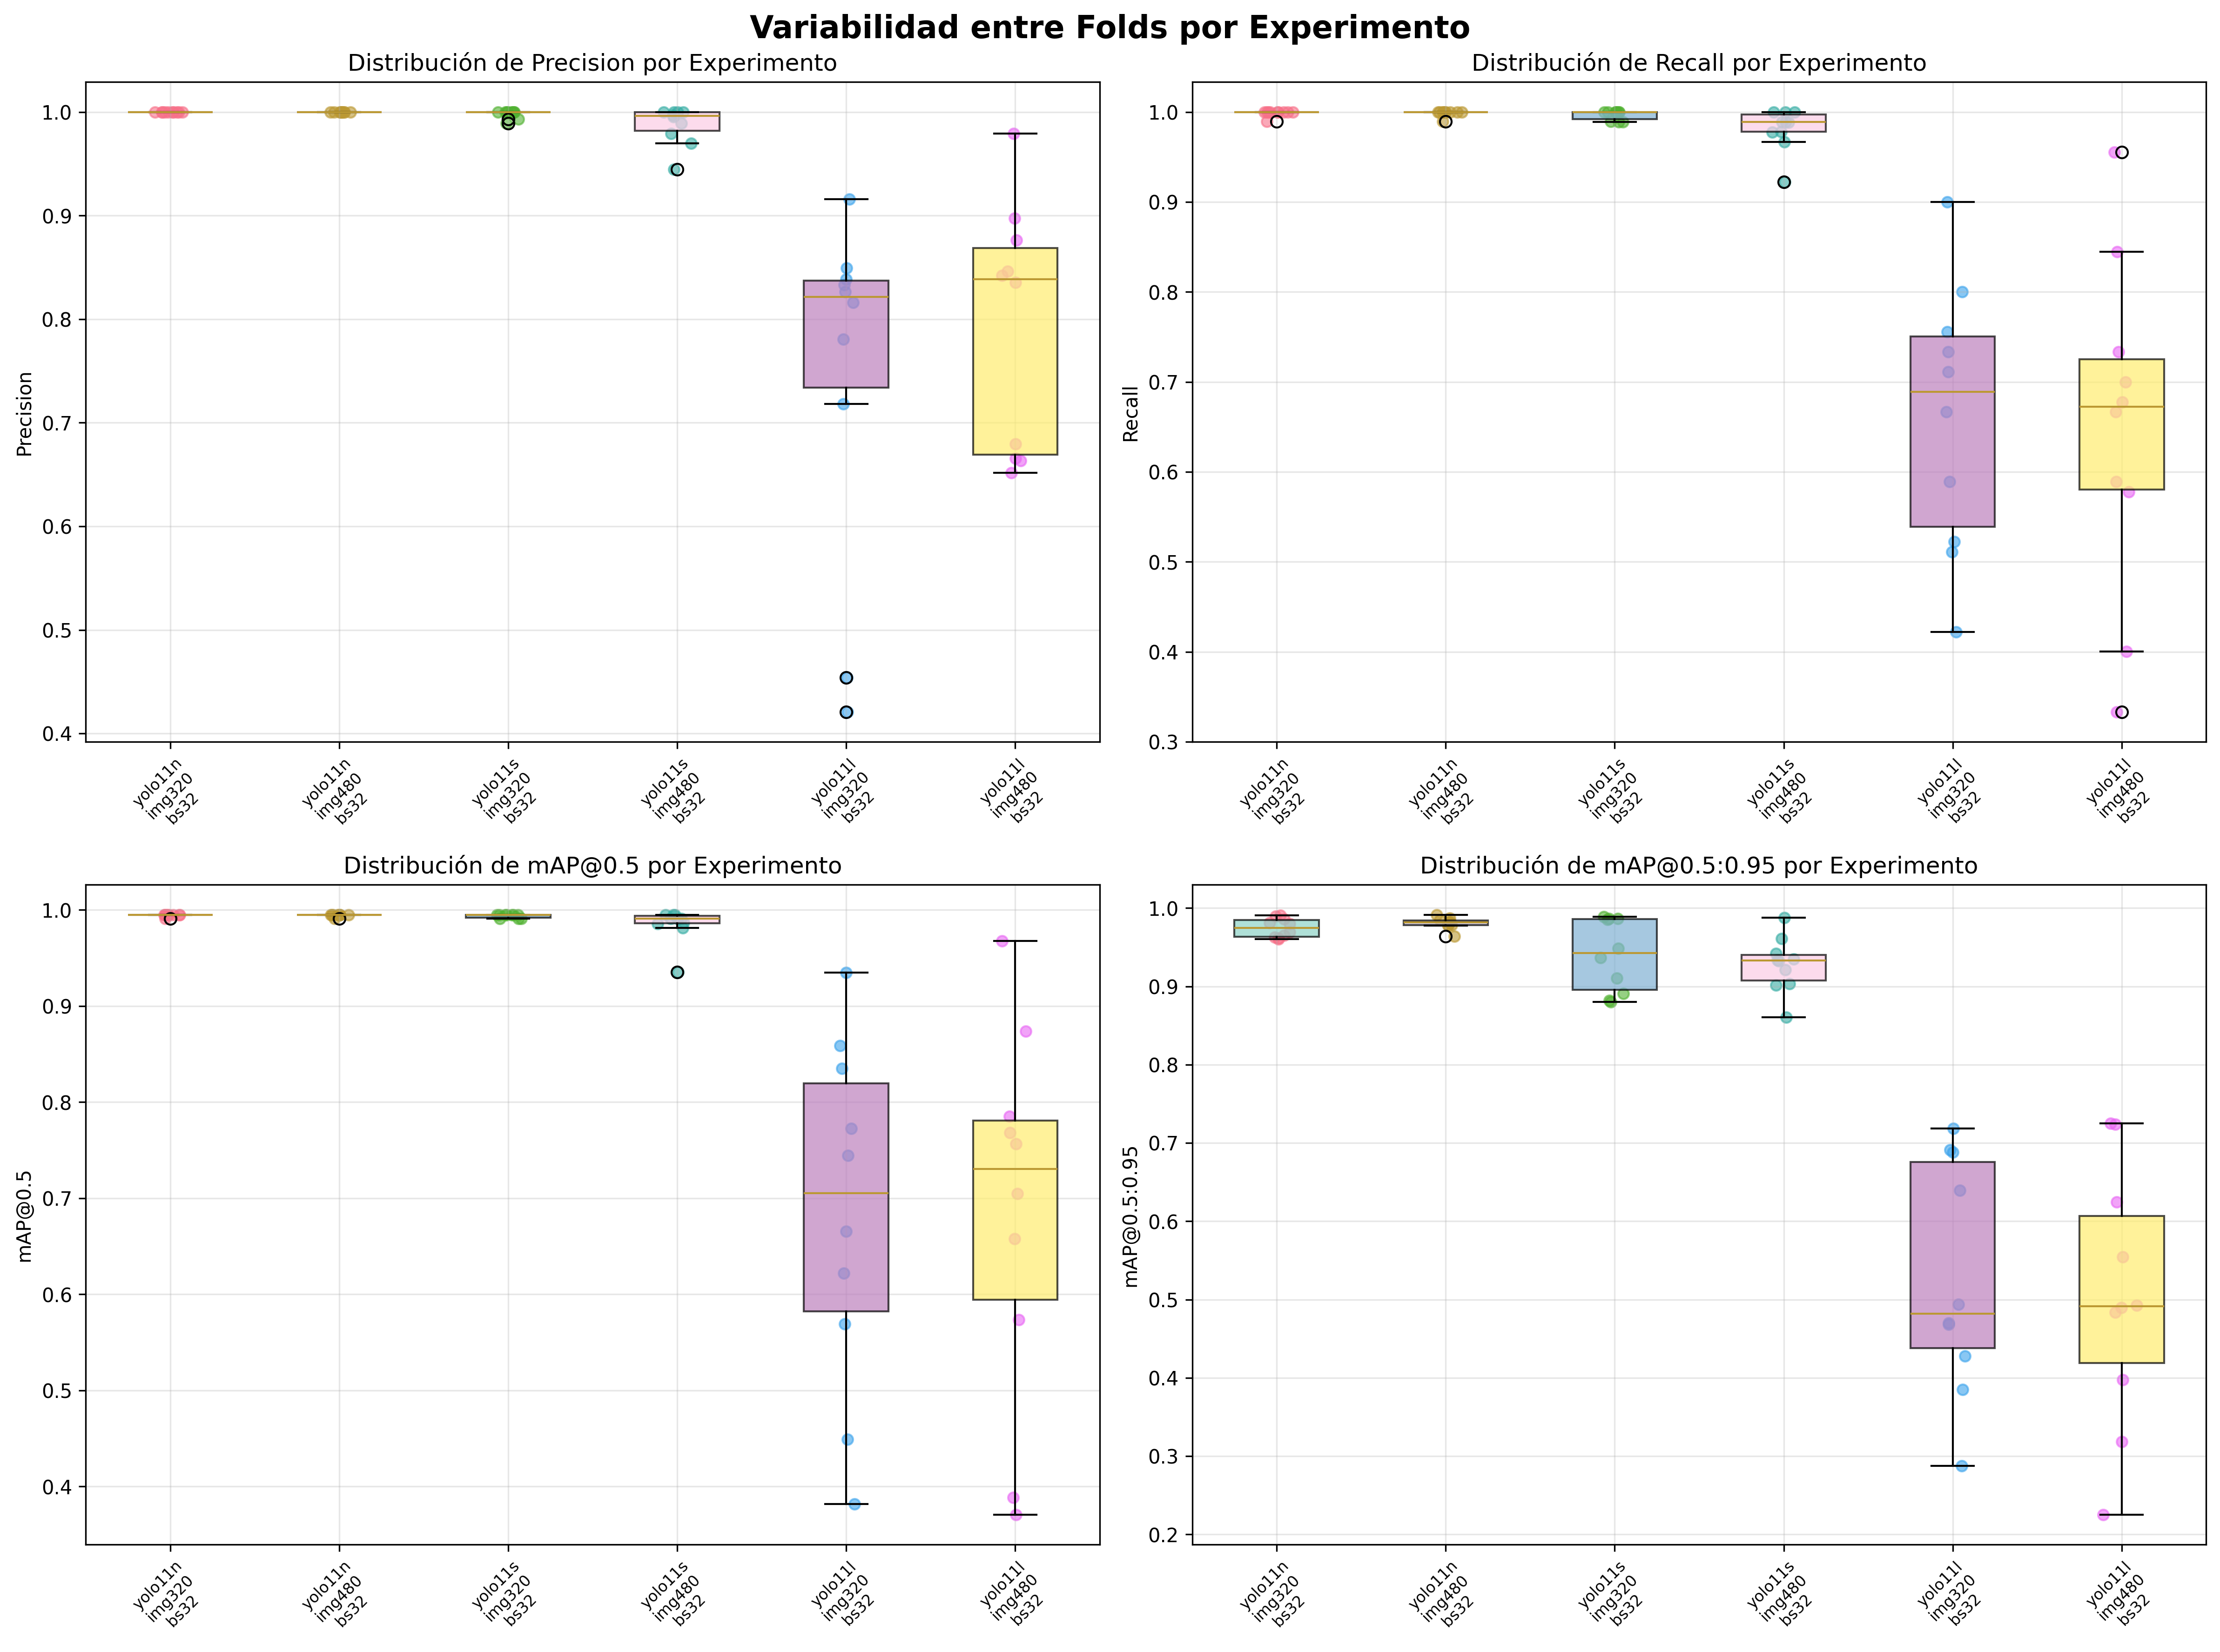 Variabilidad entre Folds por Experimento
Distribución de Precision por Experimento
Precision
1.0
0.9
0.8
0.7
0.6
0.5
0.4
yolo11n
img320
bs32
yolo11n
img480
bs32
yolo11s
img320
bs32
yolo11s
img480
bs32
yolo11l
img320
bs32
yolo11l
img480
bs32
Distribución de Recall por Experimento
Recall
1.0
0.9
0.8
0.7
0.6
0.5
0.4
0.3
yolo11n
img320
bs32
yolo11n
img480
bs32
yolo11s
img320
bs32
yolo11s
img480
bs32
yolo11l
img320
bs32
yolo11l
img480
bs32
Distribución de mAP@0.5 por Experimento
mAP@0.5
1.0
0.9
0.8
0.7
0.6
0.5
0.4
yolo11n
img320
bs32
yolo11n
img480
bs32
yolo11s
img320
bs32
yolo11s
img480
bs32
yolo11l
img320
bs32
yolo11l
img480
bs32
Distribución de mAP@0.5:0.95 por Experimento
mAP@0.5:0.95
1.0
0.9
0.8
0.7
0.6
0.5
0.4
0.3
0.2
yolo11n
img320
bs32
yolo11n
img480
bs32
yolo11s
img320
bs32
yolo11s
img480
bs32
yolo11l
img320
bs32
yolo11l
img480
bs32